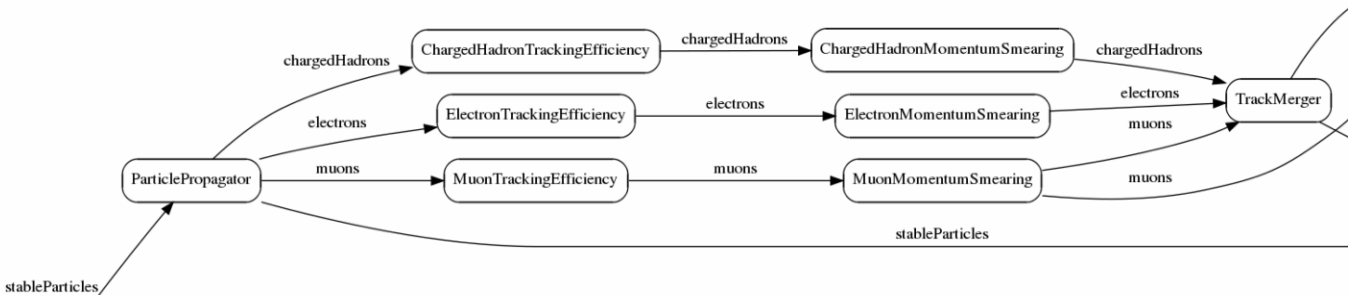 chargedHadrons
ChargedHadronTrackingEfficiency
chargedHadrons
ChargedHadronMomentumSmearing
chargedHadrons
electrons
ElectronTrackingEfficiency
electrons
ElectronMomentumSmearing
electrons
TrackMerger
muons
ParticlePropagator
muons
MuonTrackingEfficiency
muons
MuonMomentumSmearing
muons
stableParticles
stableParticles